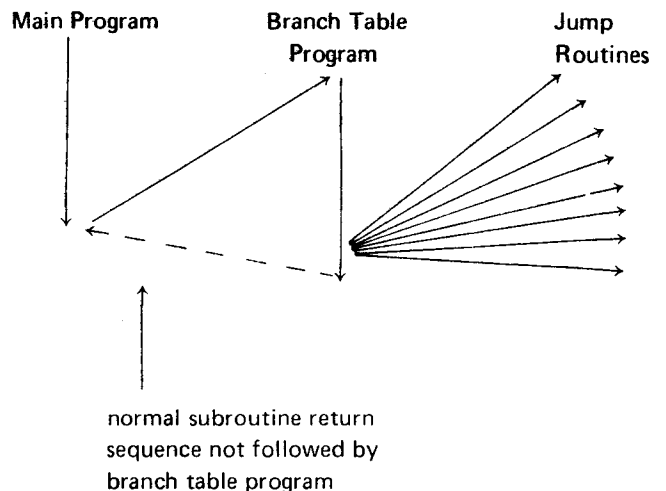 Main Program
Branch Table
Program
Jump
Routines
normal subroutine return
sequence not followed by
branch table program